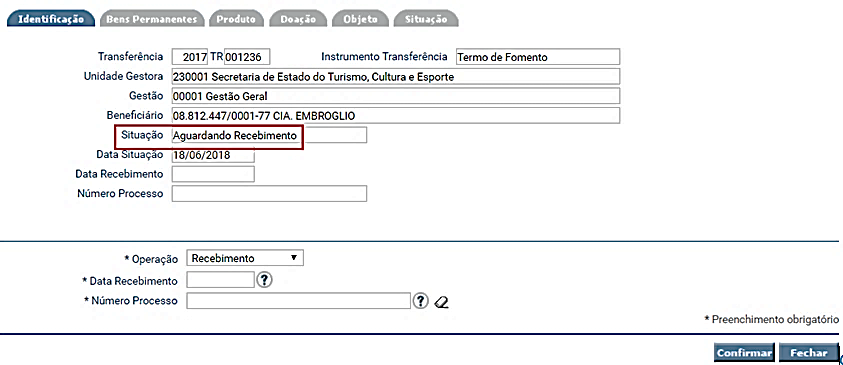 Identificação Bens Permanentes Produto Doação Objeto Situação
Transferência 2017 TR 001236 Instrumento Transferência Termo de Fomento
Unidade Gestora 230001 Secretaria de Estado do Turismo, Cultura e Esporte
Gestão 00001 Gestão Geral
Beneficiário 08.812.447/0001-77 CIA. EMBROGLIO
Situação Aguardando Recebimento
Data Situação 18/06/2018
Data Recebimento
Número Processo
* Operação Recebimento
* Data Recebimento ?
* Número Processo ?
* Preenchimento obrigatório
Confirmar Fechar